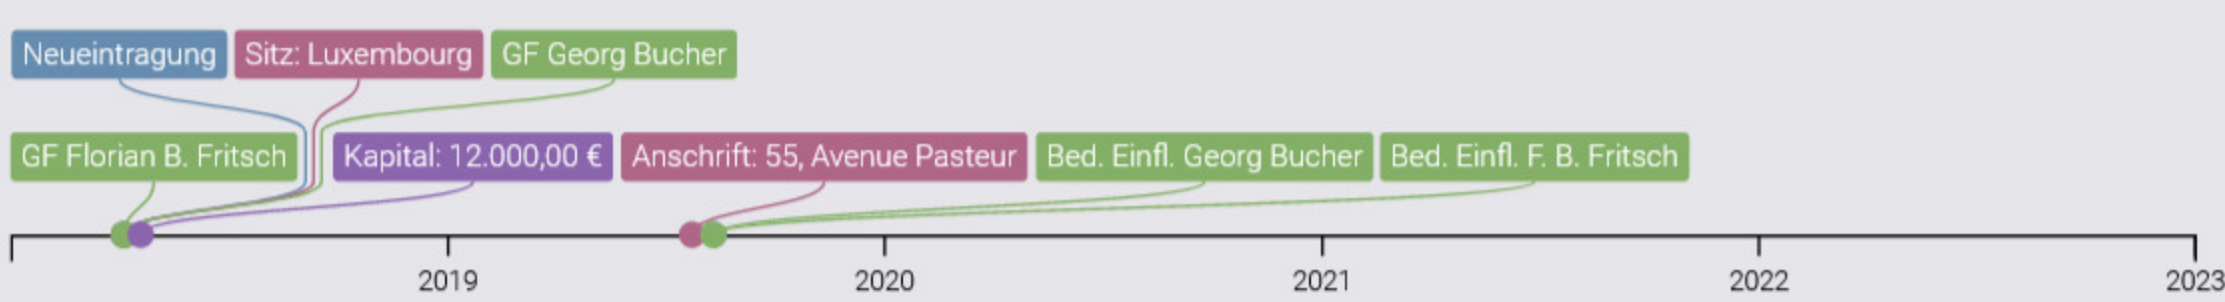 Neueintragung Sitz: Luxembourg GF Georg Bucher
GF Florian B. Fritsch Kapital: 12.000,00 € Anschrift: 55, Avenue Pasteur Bed. Einfl. Georg Bucher Bed. Einfl. F. B. Fritsch
2019 2020 2021 2022 2023